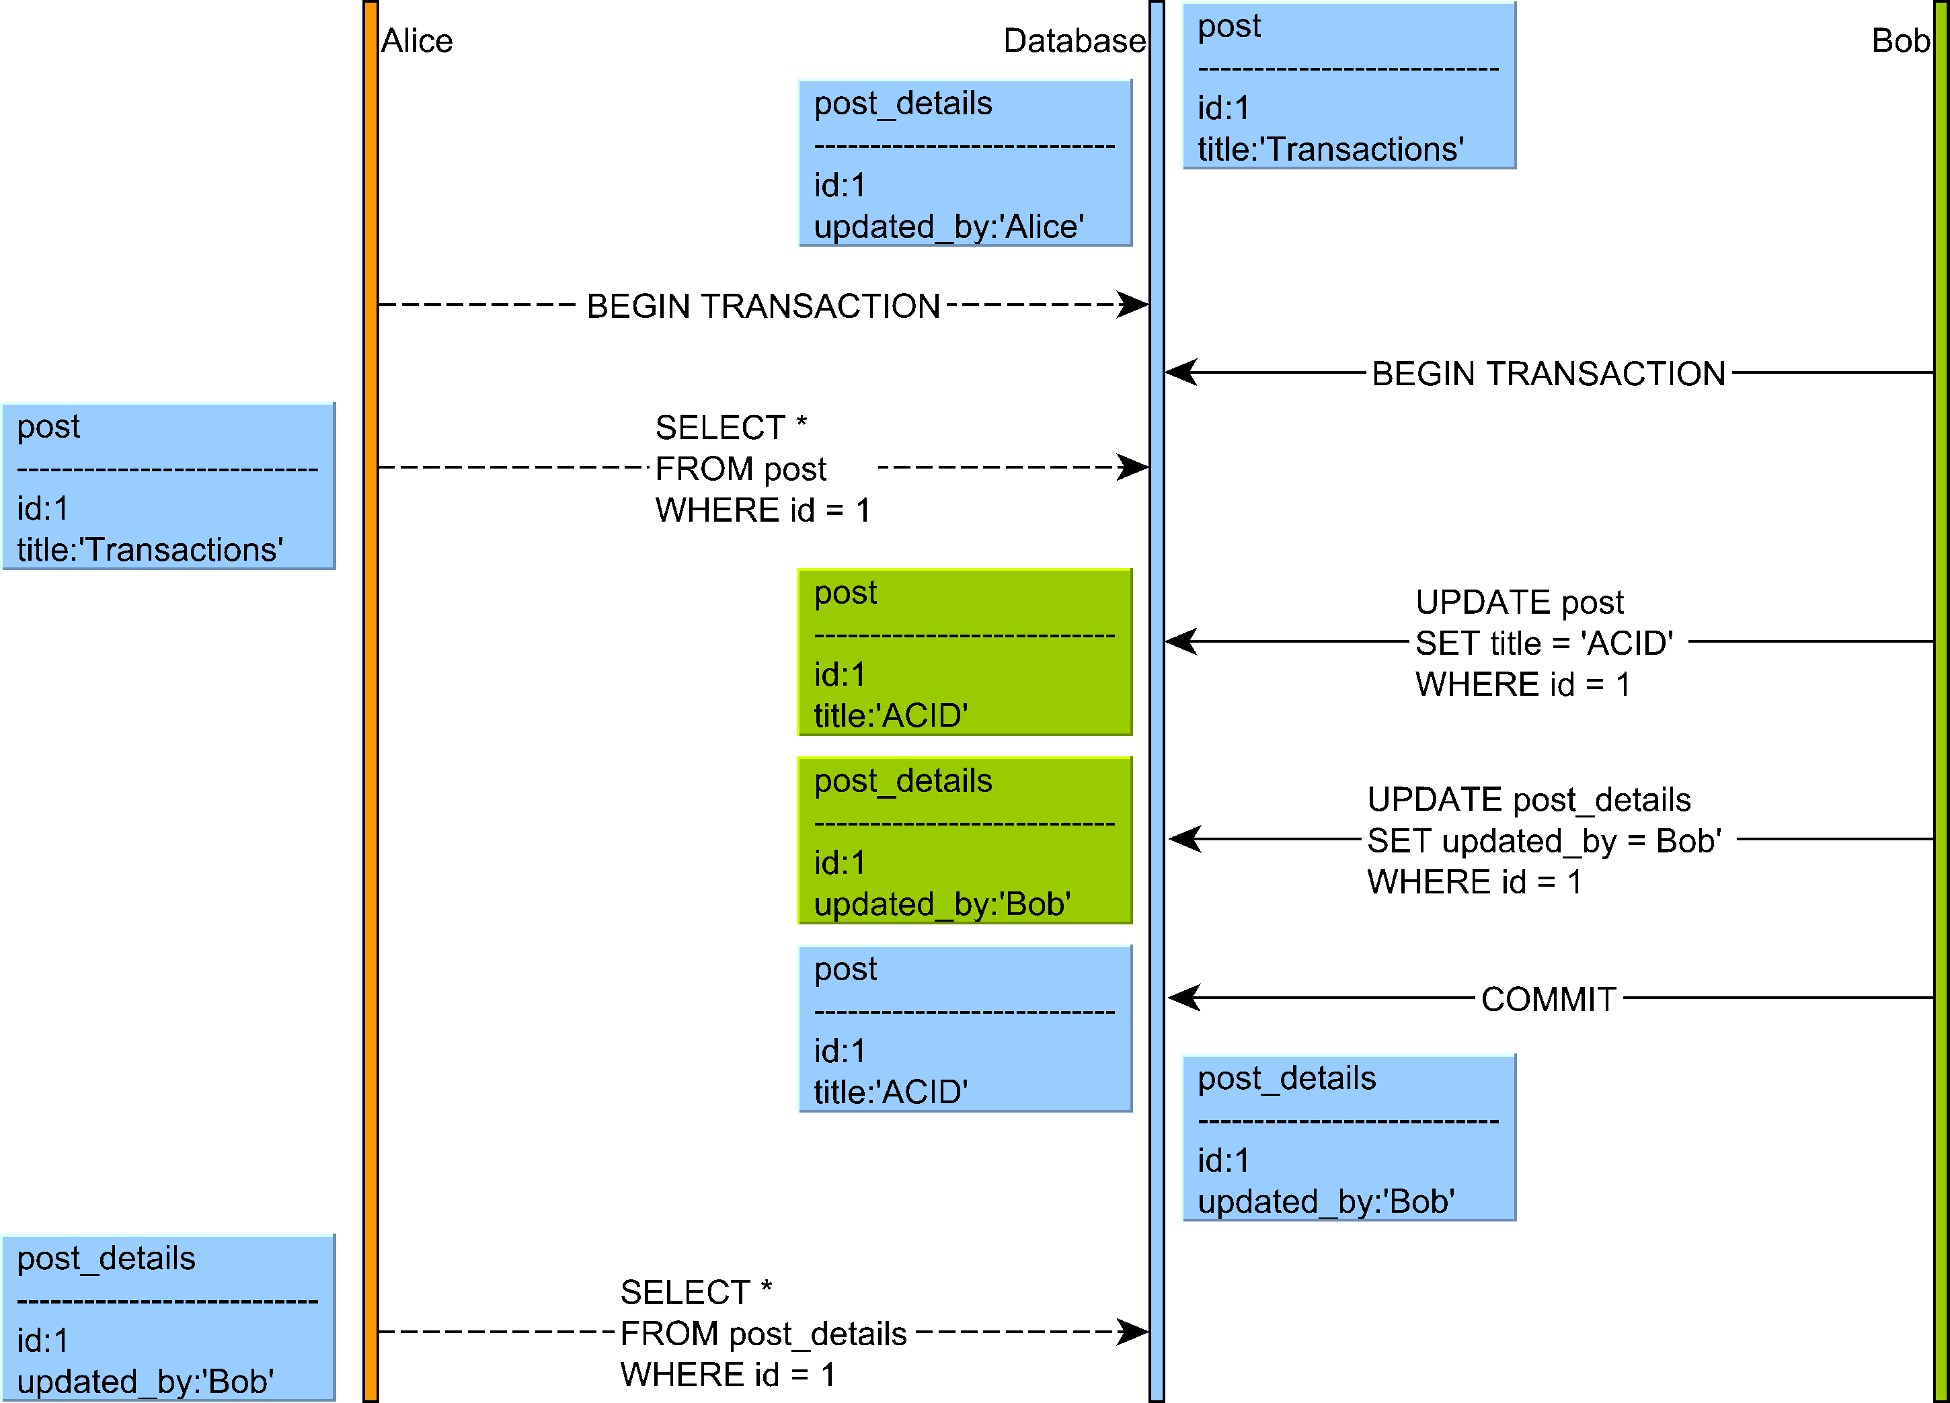 Alice
Database
Bob
post
---------------------------
id:1
title:'Transactions'
post_details
---------------------------
id:1
updated_by:'Alice'
BEGIN TRANSACTION
BEGIN TRANSACTION
post
---------------------------
id:1
title:'Transactions'
SELECT *
FROM post
WHERE id = 1
post
---------------------------
id:1
title:'ACID'
UPDATE post
SET title = 'ACID'
WHERE id = 1
post_details
---------------------------
id:1
updated_by:'Bob'
UPDATE post_details
SET updated_by = Bob'
WHERE id = 1
post
---------------------------
id:1
title:'ACID'
COMMIT
post_details
---------------------------
id:1
updated_by:'Bob'
post_details
---------------------------
id:1
updated_by:'Bob'
SELECT *
FROM post_details
WHERE id = 1